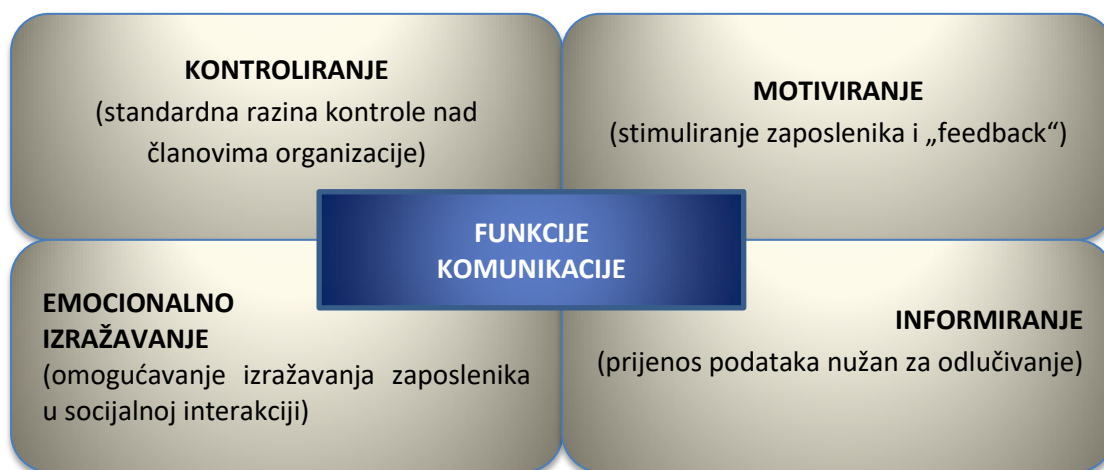 KONTROLIRANJE
(standardna razina kontrole nad
članovima organizacije)
MOTIVIRANJE
(stimuliranje zaposlenika i „feedback“)
FUNKCIJE
KOMUNIKACIJE
EMOCIONALNO
IZRAŽAVANJE
(omogućavanje izražavanja zaposlenika
u socijalnoj interakciji)
INFORMIRANJE
(prijenos podataka nužan za odlučivanje)